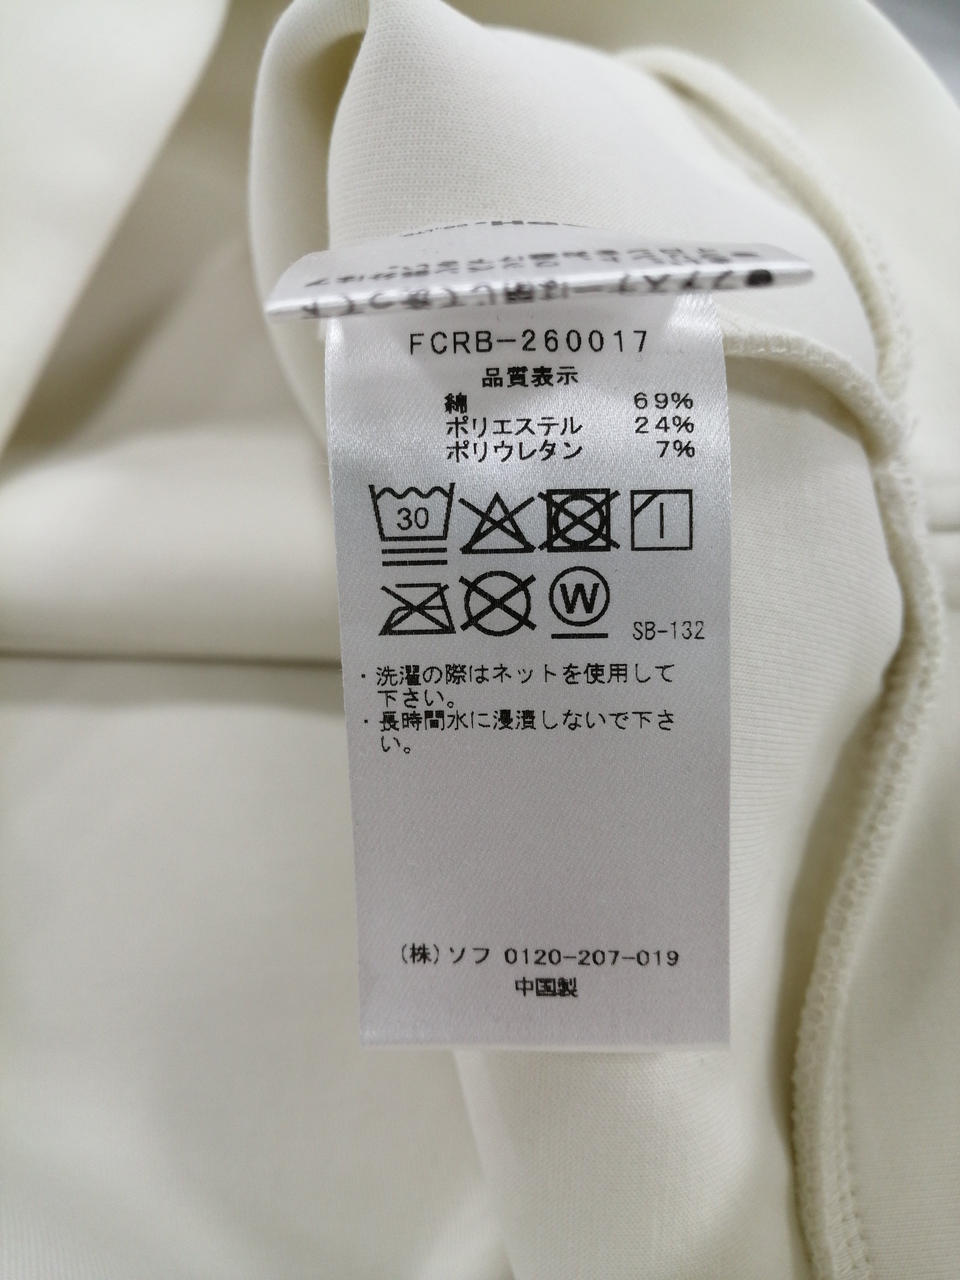 FCRB-260017
品質表示
綿 69%
ポリエステル 24%
ポリウレタン 7%
30
W
SB-132
・洗濯の際はネットを使用して
下さい。
・長時間水に浸漬しないで下さ
い。
(株)ソフ 0120-207-019
中国製